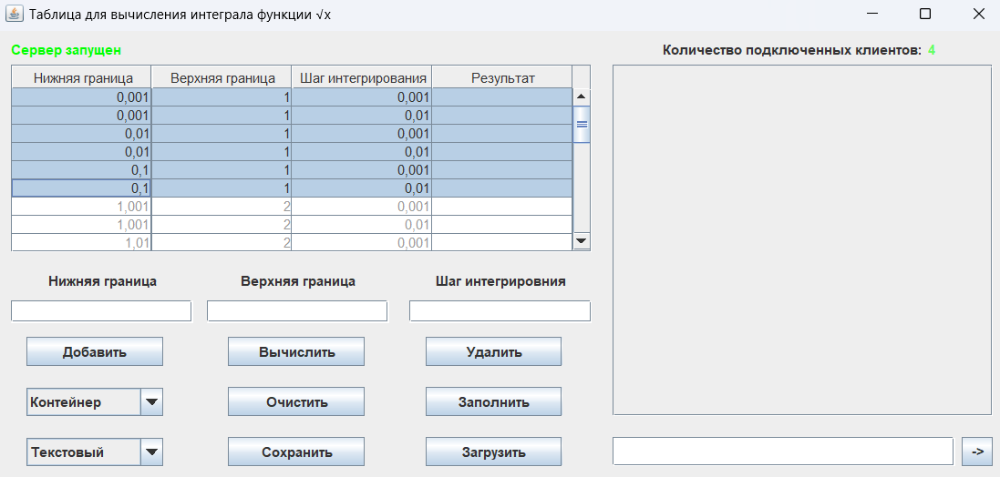 Таблица для вычисления интеграла функции √x
Сервер запущен
Количество подключенных клиентов: 4
Нижняя граница Верхняя граница Шаг интегрирования Результат
0,001 1 0,001
0,001 1 0,01
0,01 1 0,001
0,01 1 0,01
0,1 1 0,001
0,1 1 0,01
1,001 2 0,001
1,001 2 0,01
1,01 2 0,001
Нижняя граница Верхняя граница Шаг интегрировния
Добавить Вычислить Удалить
Контейнер Очистить Заполнить
Текстовый Сохранить Загрузить
->